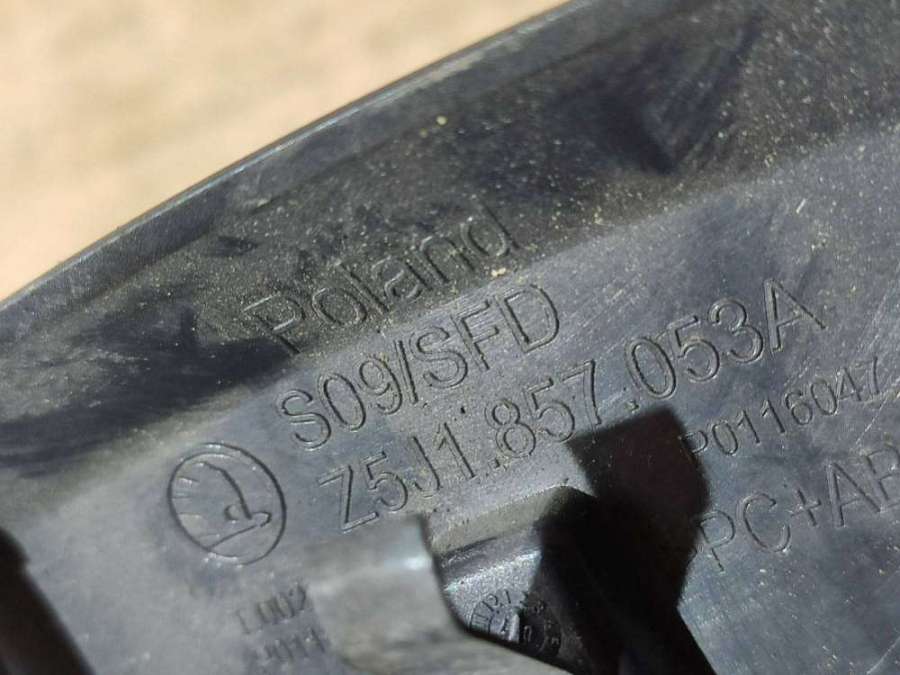 Poland
S09/SFD
Z5J1.857.053A
P0116047
PC+AB